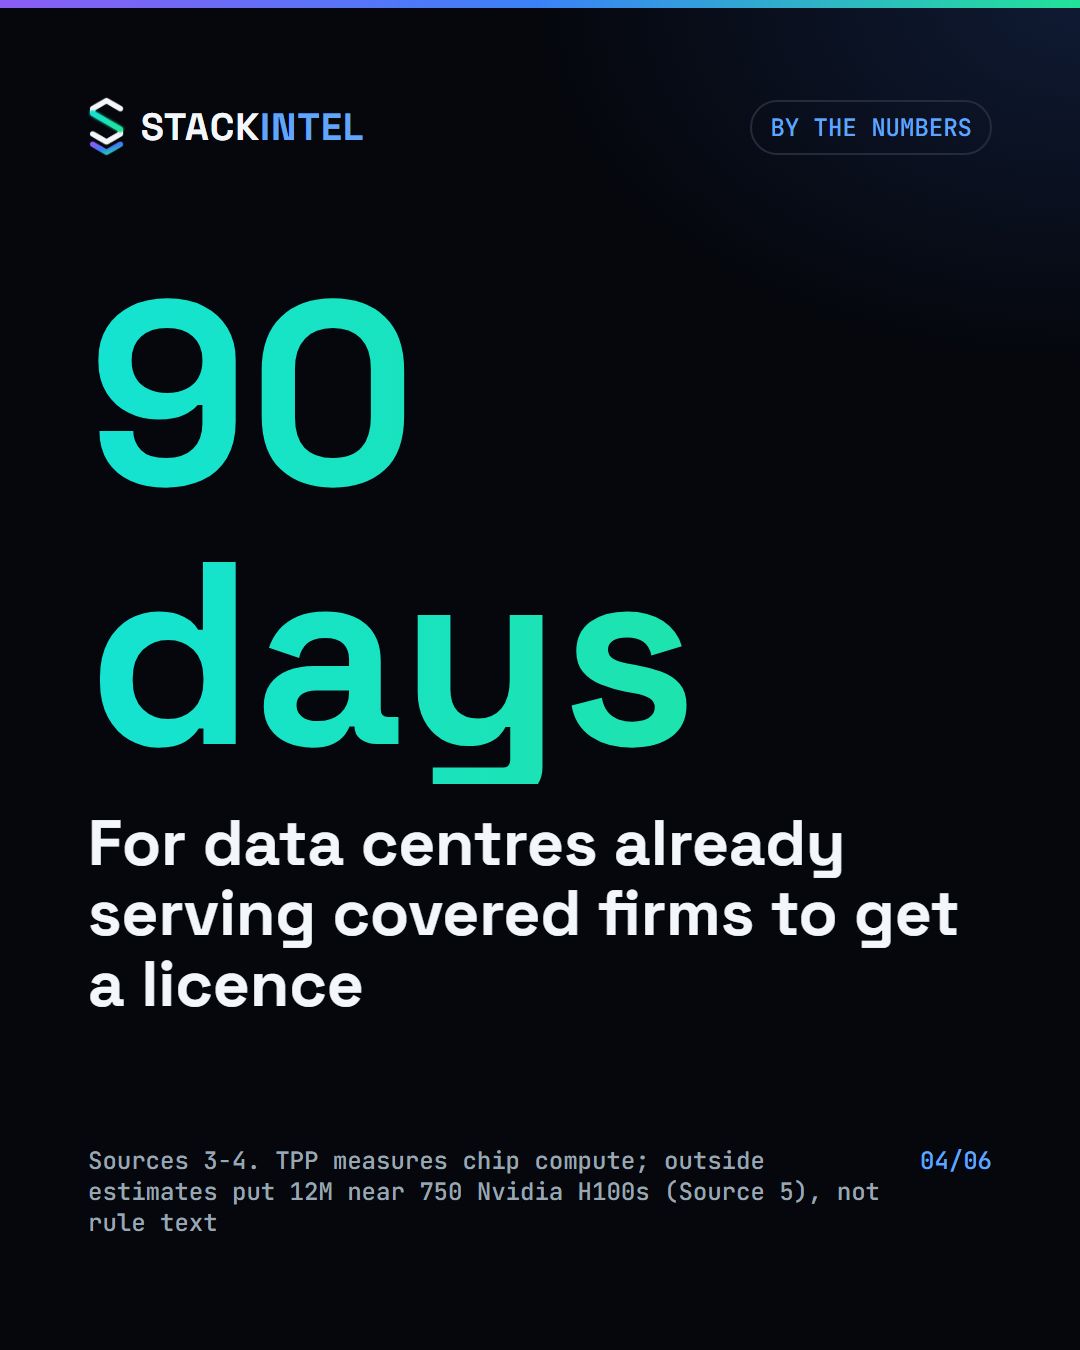 STACKINTEL
BY THE NUMBERS
90
days
For data centres already
serving covered firms to get
a licence
Sources 3-4. TPP measures chip compute; outside
estimates put 12M near 750 Nvidia H100s (Source 5), not
rule text
04/06